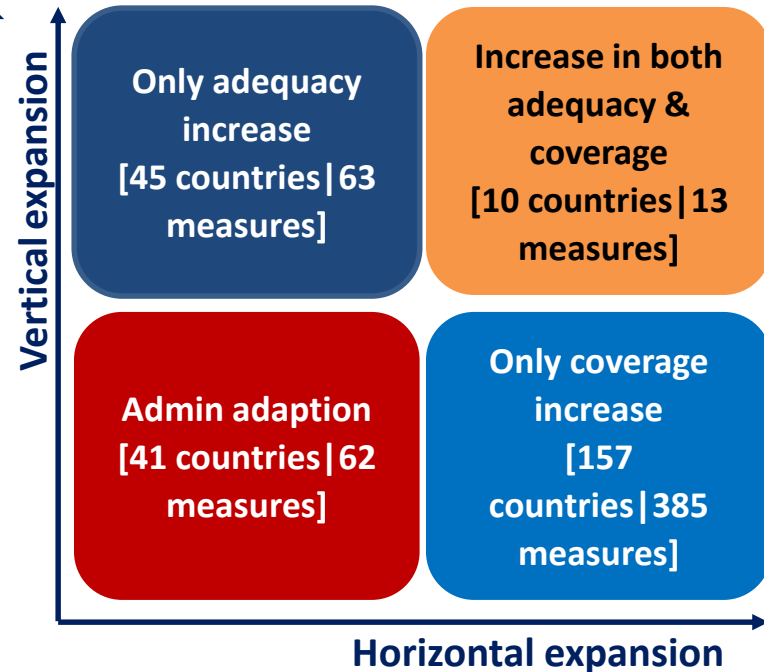 Vertical expansion
Only adequacy
increase
[45 countries|63
measures]
Increase in both
adequacy &
coverage
[10 countries|13
measures]
Admin adaption
[41 countries|62
measures]
Only coverage
increase
[157
countries|385
measures]
Horizontal expansion